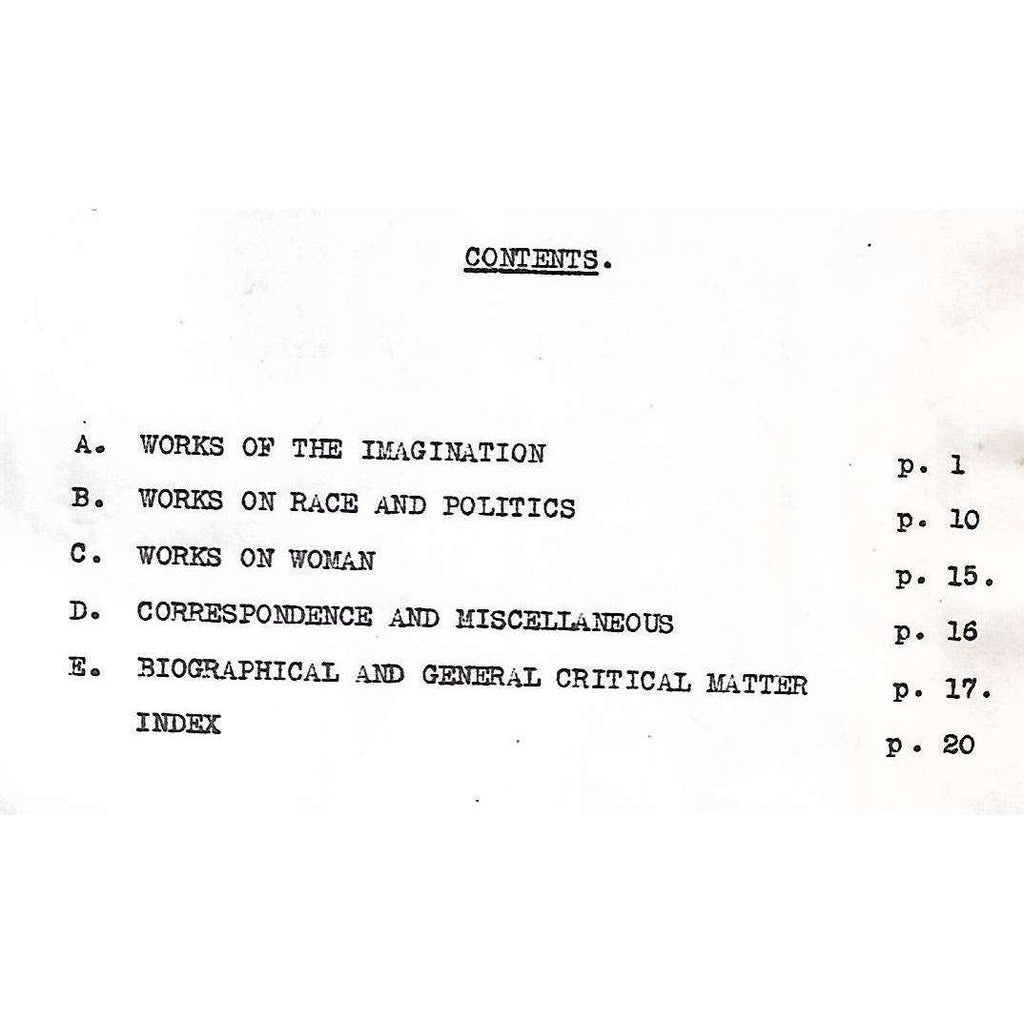 CONTENTS.
A. WORKS OF THE IMAGINATION p. 1
B. WORKS ON RACE AND POLITICS p. 10
C. WORKS ON WOMAN p. 15.
D. CORRESPONDENCE AND MISCELLANEOUS p. 16
E. BIOGRAPHICAL AND GENERAL CRITICAL MATTER p. 17.
INDEX p. 20